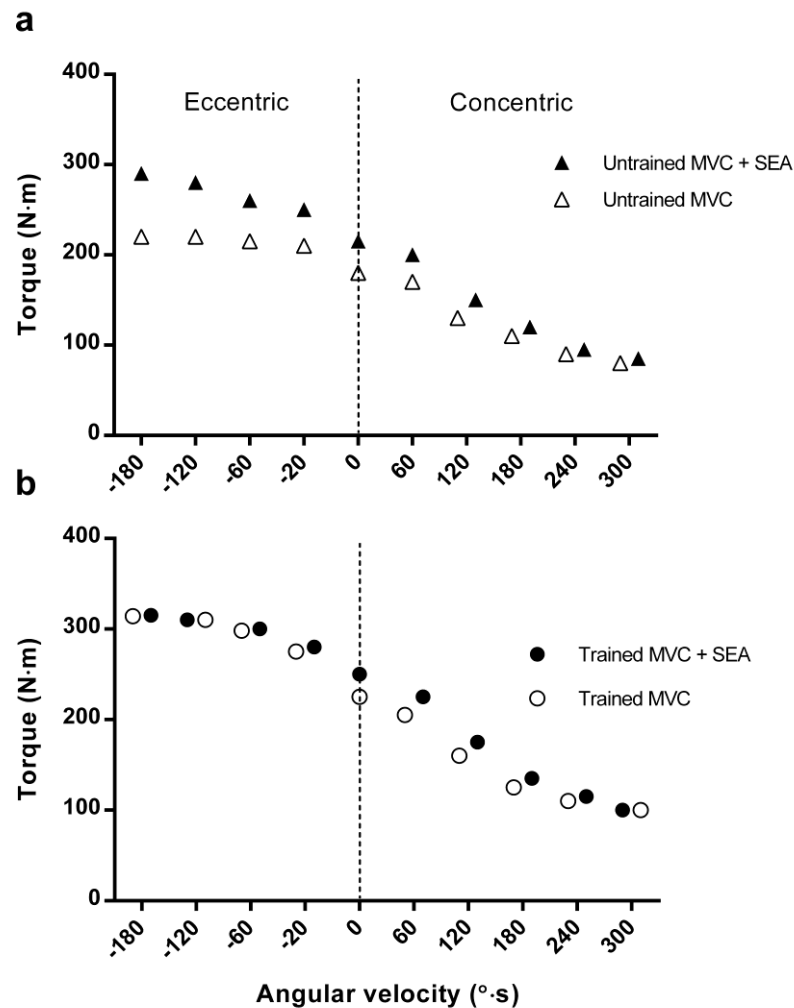 a
400
Eccentric
Concentric
Untrained MVC + SEA
300
Untrained MVC
Torque (N·m)
200
100
0
-180
-120
-60
-20
0
60
120
180
240
300
b
400
300
Trained MVC + SEA
Trained MVC
Torque (N·m)
200
100
0
-180
-120
-60
-20
0
60
120
180
240
300
Angular velocity (°·s)